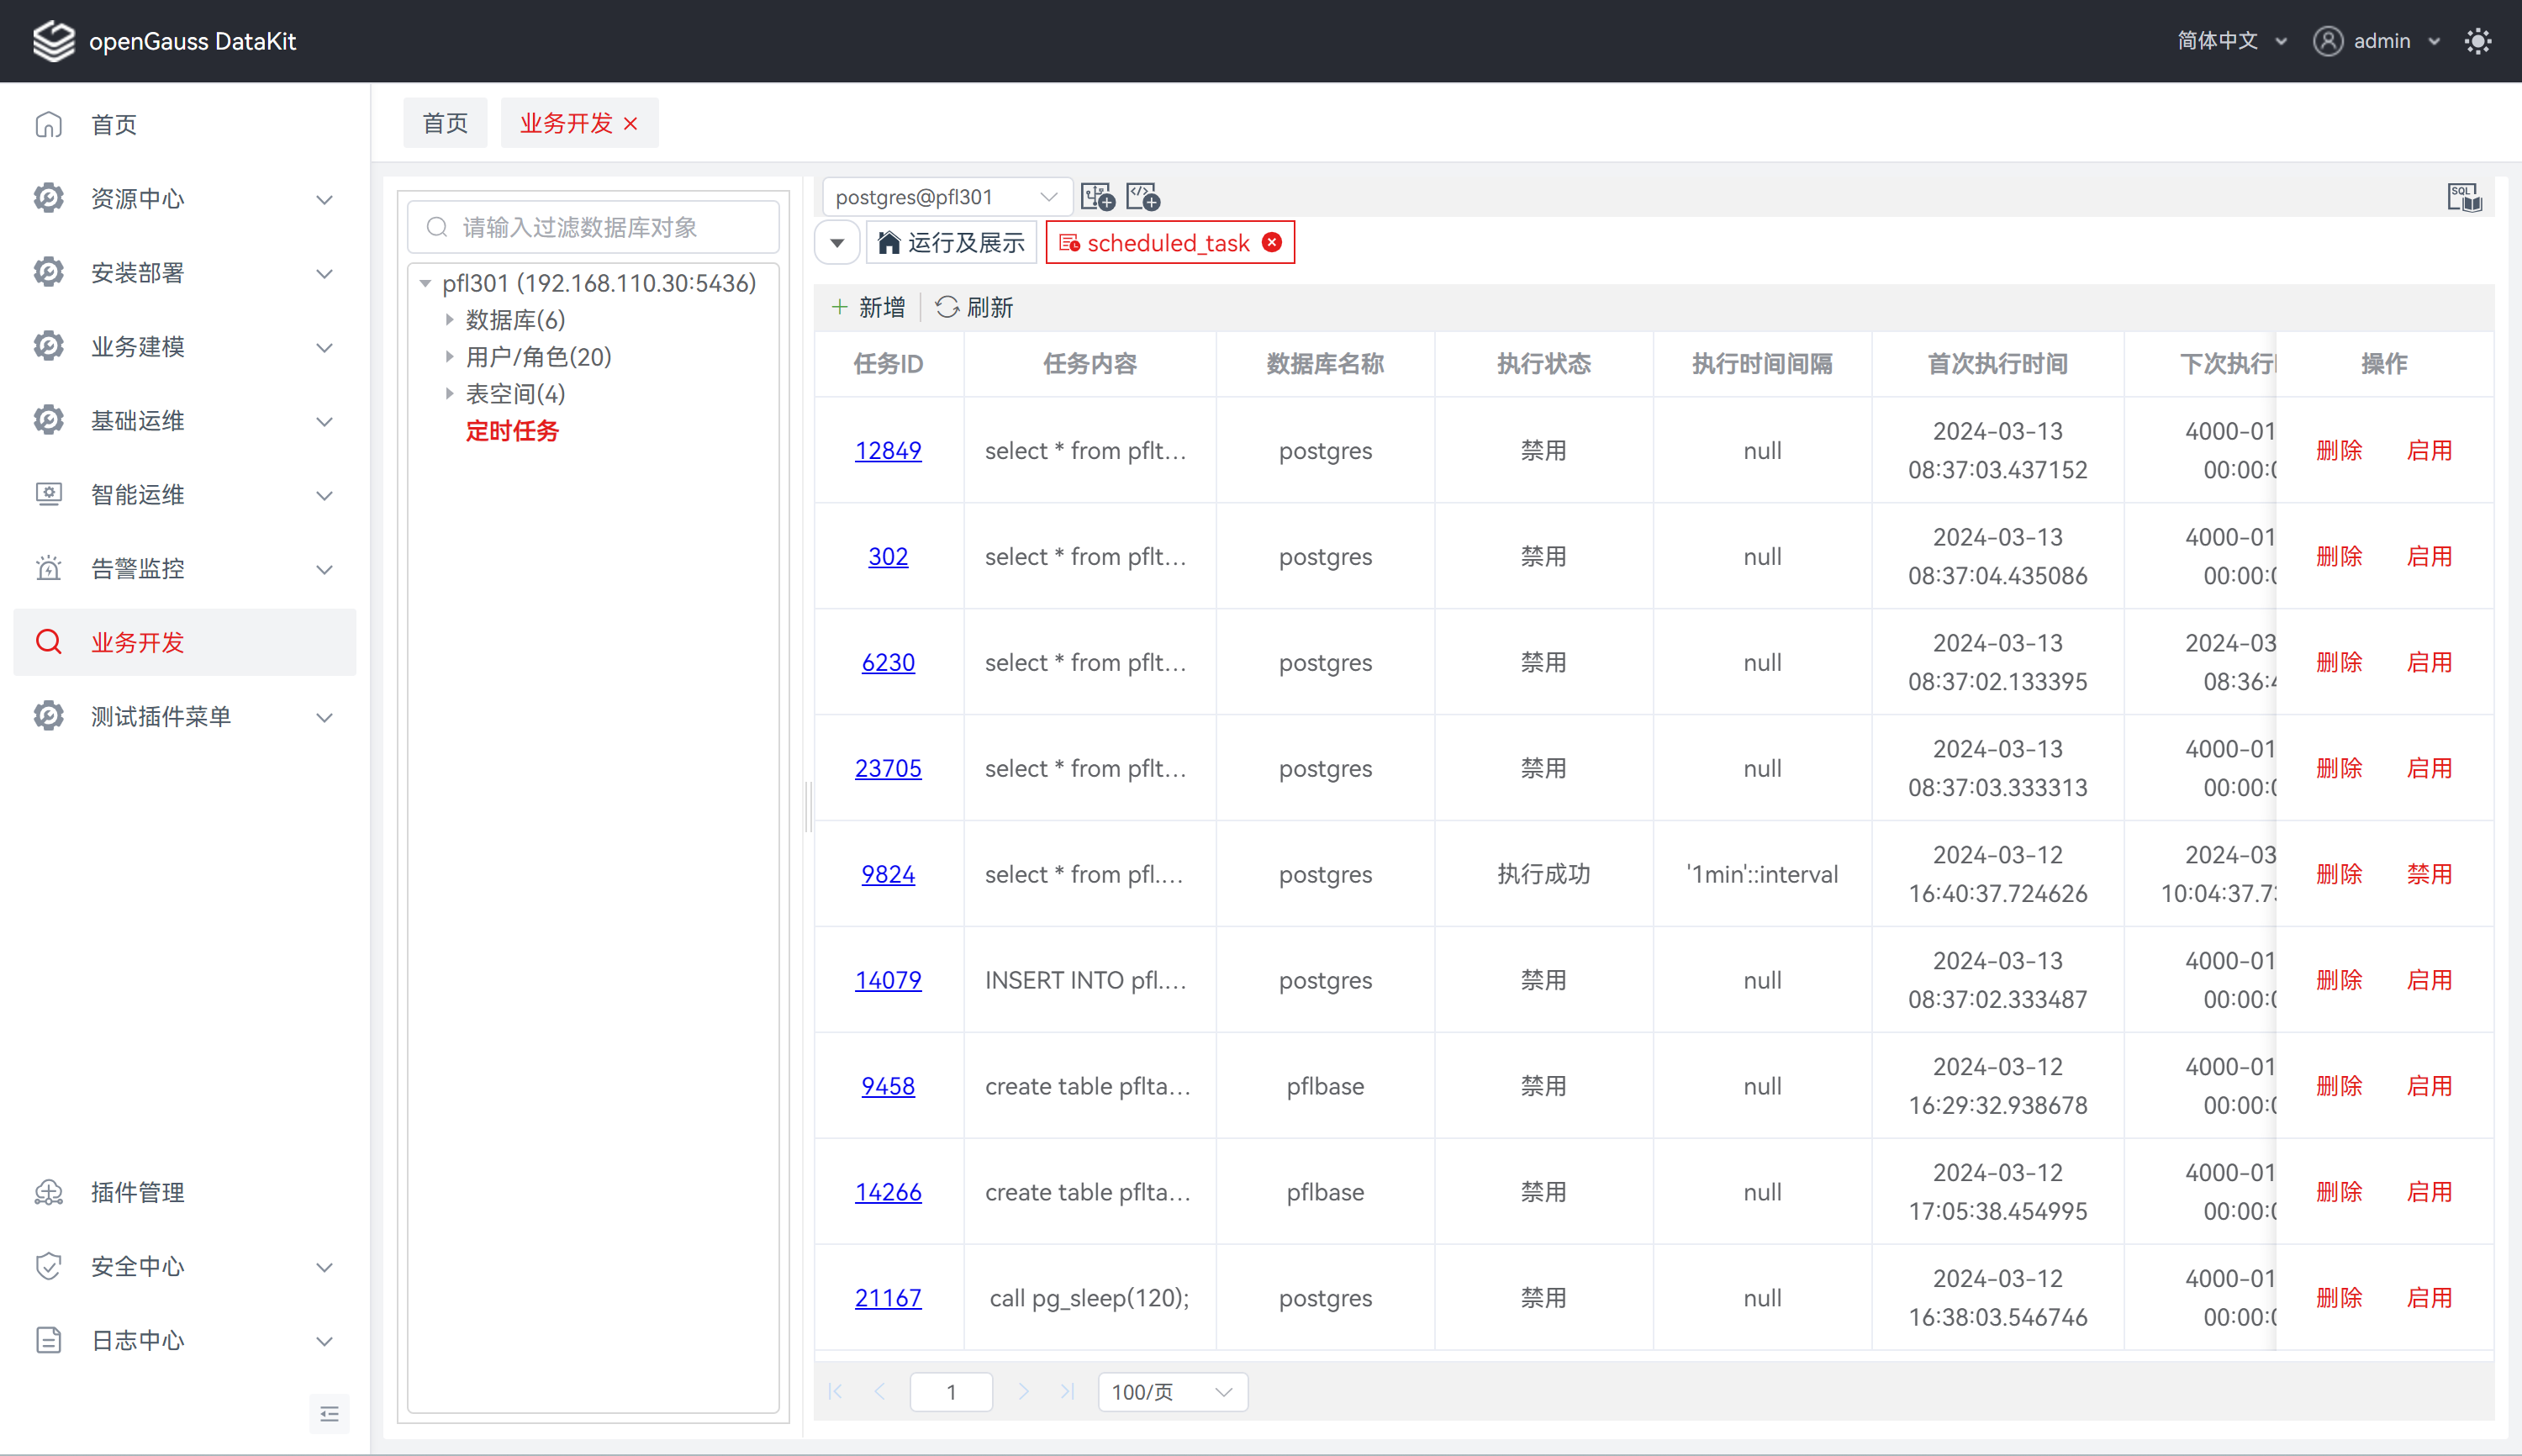 openGauss DataKit
简体中文
admin
首页
资源中心
安装部署
业务建模
基础运维
智能运维
告警监控
业务开发
测试插件菜单
插件管理
安全中心
日志中心
首页 业务开发
请输入过滤数据库对象
pfl301 (192.168.110.30:5436)
数据库(6)
用户/角色(20)
表空间(4)
定时任务
postgres@pfl301
SQL
运行及展示 scheduled_task
新增 刷新
任务ID 任务内容 数据库名称 执行状态 执行时间间隔 首次执行时间 下次执行 操作
12849 select * from pflt... postgres 禁用 null 2024-03-13 08:37:03.437152 4000-01 00:00:0 删除 启用
302 select * from pflt... postgres 禁用 null 2024-03-13 08:37:04.435086 4000-01 00:00:0 删除 启用
6230 select * from pflt... postgres 禁用 null 2024-03-13 08:37:02.133395 2024-03 08:36:4 删除 启用
23705 select * from pflt... postgres 禁用 null 2024-03-13 08:37:03.333313 4000-01 00:00:0 删除 启用
9824 select * from pfl.... postgres 执行成功 '1min'::interval 2024-03-12 16:40:37.724626 2024-03 10:04:37.7 删除 禁用
14079 INSERT INTO pfl.... postgres 禁用 null 2024-03-13 08:37:02.333487 4000-01 00:00:0 删除 启用
9458 create table pflta... pflbase 禁用 null 2024-03-12 16:29:32.938678 4000-01 00:00:0 删除 启用
14266 create table pflta... pflbase 禁用 null 2024-03-12 17:05:38.454995 4000-01 00:00:0 删除 启用
21167 call pg_sleep(120); postgres 禁用 null 2024-03-12 16:38:03.546746 4000-01 00:00:0 删除 启用
1 100/页